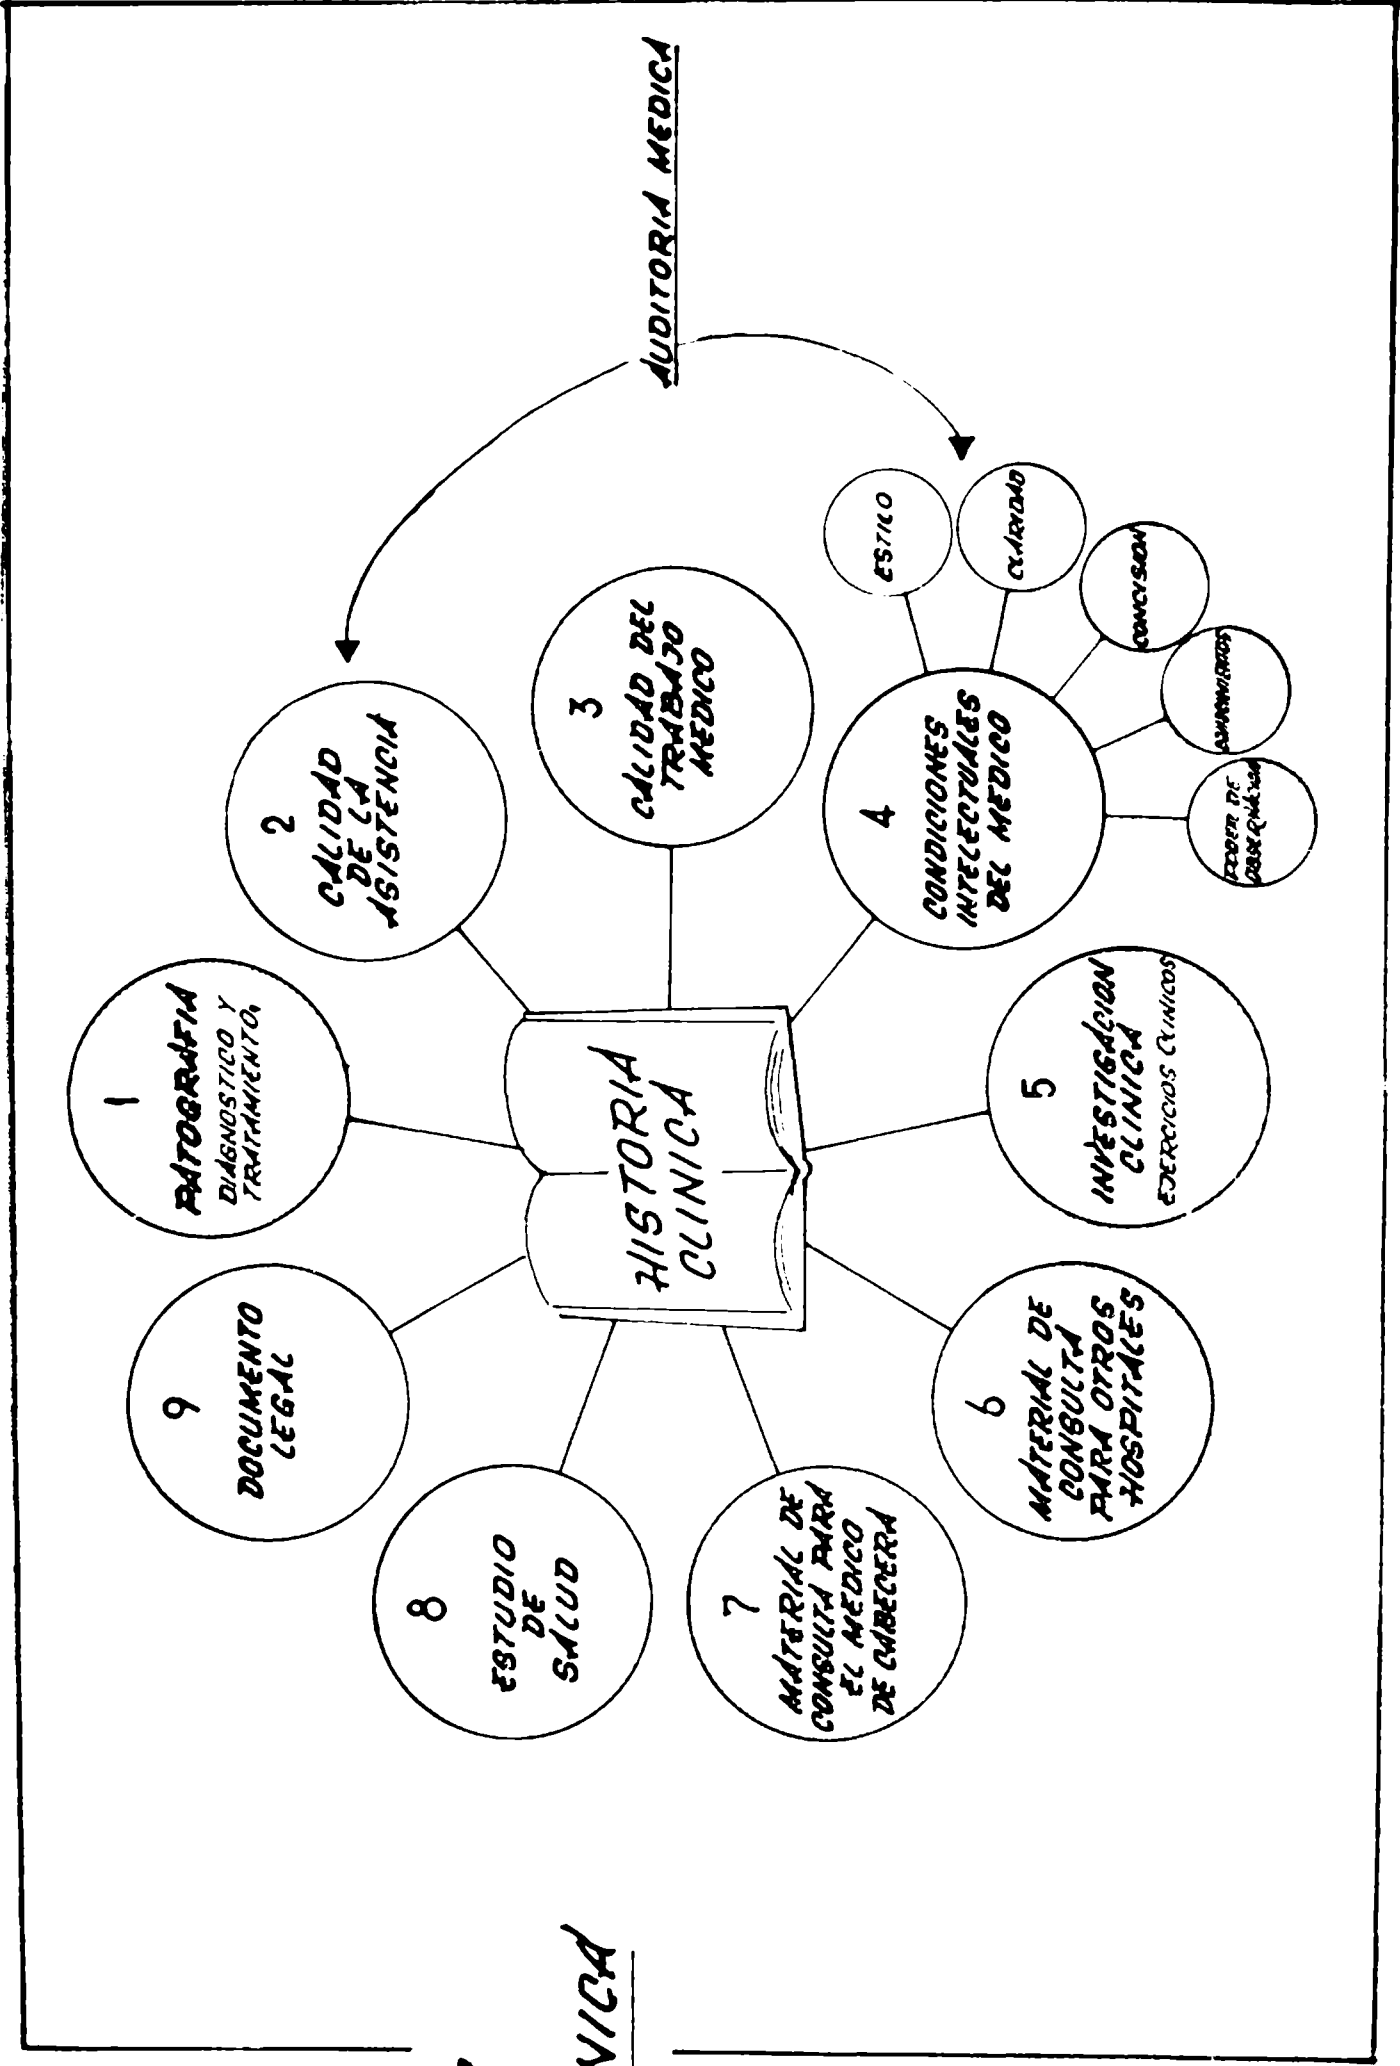 AUDITORIA MEDICA
1
PATOGRAFIA
DIAGNOSTICO Y
TRATAMIENTO.
2
CALIDAD
DE LA
ASISTENCIA
3
CALIDAD DEL
TRABAJO
MEDICO
4
CONDICIONES
INTELECTUALES
DEL MEDICO
ESTILO
CLARIDAD
CONCISION
PODER DE
5
INVESTIGACION
CLINICA
EJERCICIOS CLINICOS
6
MATERIAL DE
CONSULTA
PARA OTROS
HOSPITALES
7
MATERIAL DE
CONSULTA PARA
EL MEDICO
DE CABECERA
8
ESTUDIO
DE
SALUD
9
DOCUMENTO
LEGAL
HISTORIA
CLINICA